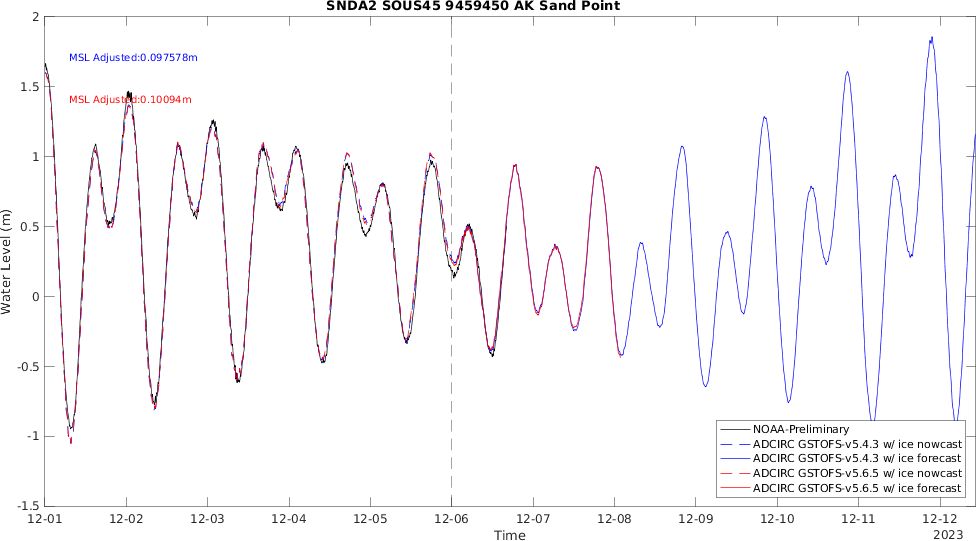 SNDA2 SOUS45 9459450 AK Sand Point
2
1.5
1
0.5
0
-0.5
-1
-1.5
Water Level (m)
MSL Adjusted:0.097578m
MSL Adjusted:0.10094m
NOAA-Preliminary
ADCIRC GSTOFS-v5.4.3 w/ ice nowcast
ADCIRC GSTOFS-v5.4.3 w/ ice forecast
ADCIRC GSTOFS-v5.6.5 w/ ice nowcast
ADCIRC GSTOFS-v5.6.5 w/ ice forecast
12-01 12-02 12-03 12-04 12-05 12-06 12-07 12-08 12-09 12-10 12-11 12-12
Time
2023